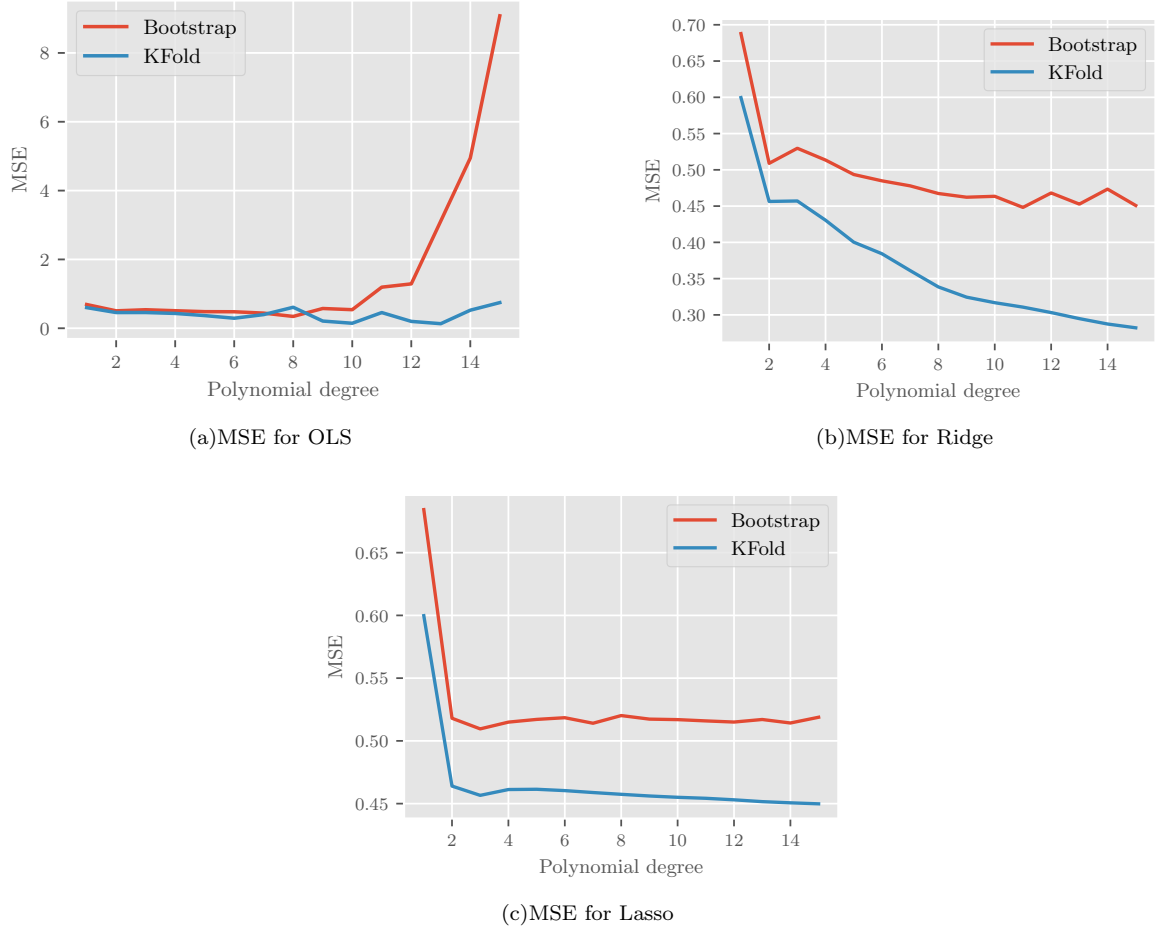 Bootstrap
KFold
8
6
4
2
0
MSE
2 4 6 8 10 12 14
Polynomial degree
(a)MSE for OLS
Bootstrap
KFold
0.70
0.65
0.60
0.55
0.50
0.45
0.40
0.35
0.30
MSE
2 4 6 8 10 12 14
Polynomial degree
(b)MSE for Ridge
Bootstrap
KFold
0.65
0.60
0.55
0.50
0.45
MSE
2 4 6 8 10 12 14
Polynomial degree
(c)MSE for Lasso